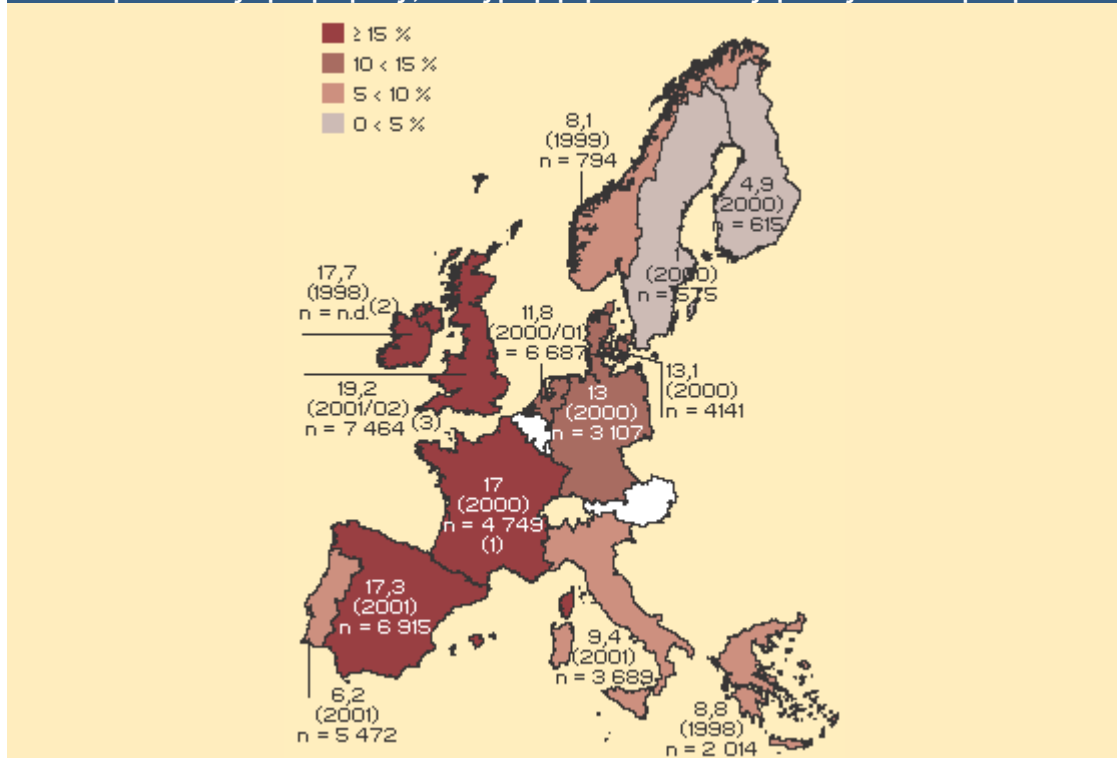 ≥ 15 %
10 < 15 %
5 < 10 %
0 < 5 %
8,1
(1999)
n = 794
4,9
(2000)
n = 615
1
(2000)
n = 575
17,7
(1998)
n = n.d.(2)
11,8
(2000/01)
n = 6 687
19,2
(2001/02)
n = 7 464 (3)
13,1
(2000)
n = 4141
13
(2000)
n = 3 107
17
(2000)
n = 4 749
(1)
17,3
(2001)
n = 6 915
9,4
(2001)
n = 3 689
6,2
(2001)
n = 5 472
8,8
(1998)
n = 2 014